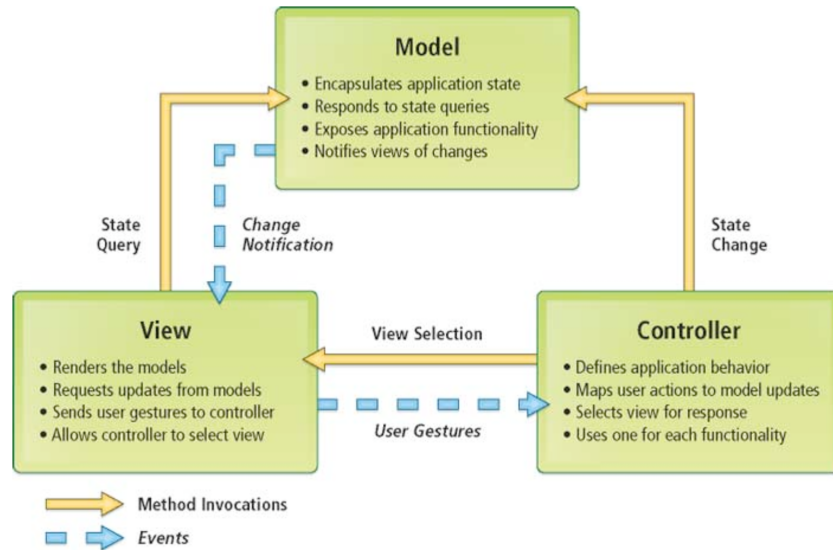 Model
• Encapsulates application state
• Responds to state queries
• Exposes application functionality
• Notifies views of changes
State
Query
Change
Notification
State
Change
View
• Renders the models
• Requests updates from models
• Sends user gestures to controller
• Allows controller to select view
View Selection
User Gestures
Controller
• Defines application behavior
• Maps user actions to model updates
• Selects view for response
• Uses one for each functionality
Method Invocations
Events